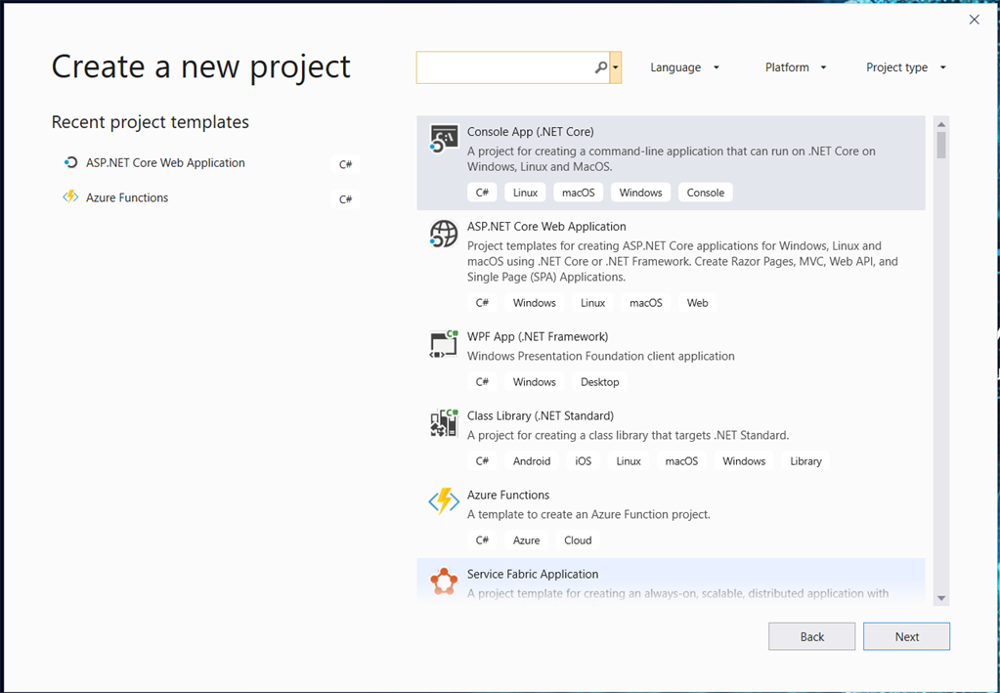 Create a new project
Language
Platform
Project type
Recent project templates
ASP.NET Core Web Application C#
Azure Functions C#
Console App (.NET Core)
A project for creating a command-line application that can run on .NET Core on
Windows, Linux and MacOS.
C# Linux macOS Windows Console
ASP.NET Core Web Application
Project templates for creating ASP.NET Core applications for Windows, Linux and
macOS using .NET Core or .NET Framework. Create Razor Pages, MVC, Web API, and
Single Page (SPA) Applications.
C# Windows Linux macOS Web
WPF App (.NET Framework)
Windows Presentation Foundation client application
C# Windows Desktop
Class Library (.NET Standard)
A project for creating a class library that targets .NET Standard.
C# Android iOS Linux macOS Windows Library
Azure Functions
A template to create an Azure Function project.
C# Azure Cloud
Service Fabric Application
A project template for creating an always-on, scalable, distributed application with
Back Next